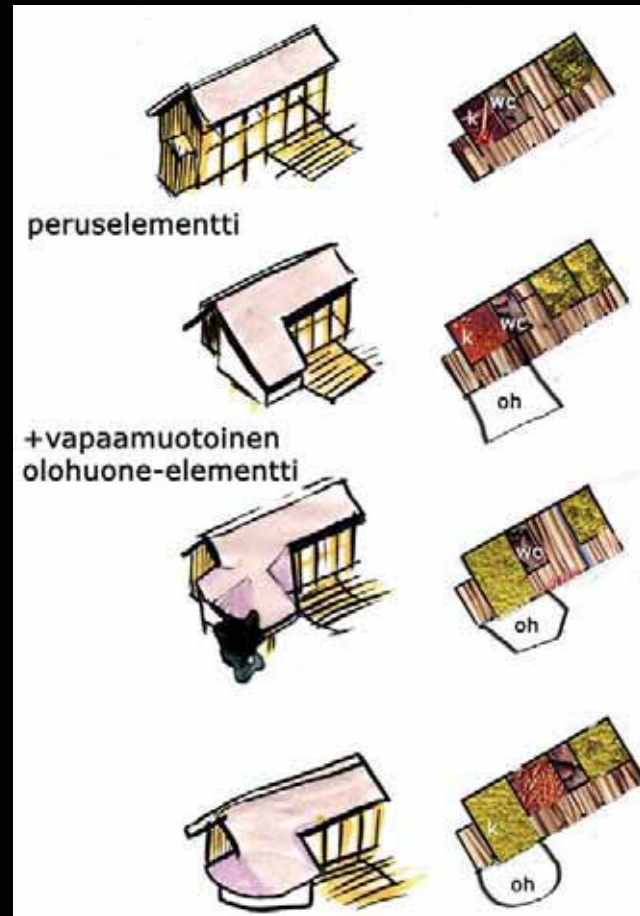 k wc
peruselementti
k wc
oh
+vapaamuotoinen
olohuone-elementti
wc
oh
k
oh